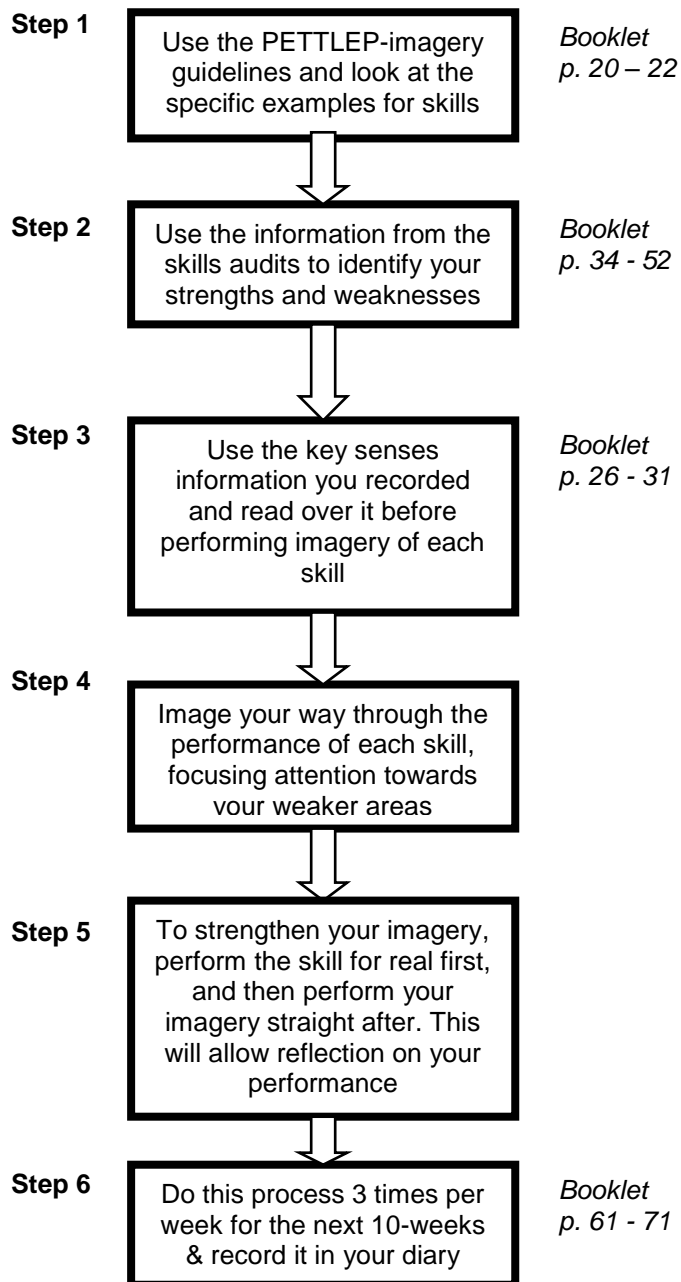 Step 1
Use the PETTLEP-imagery
guidelines and look at the
specific examples for skills
Booklet
p. 20 – 22
Step 2
Use the information from the
skills audits to identify your
strengths and weaknesses
Booklet
p. 34 - 52
Step 3
Use the key senses
information you recorded
and read over it before
performing imagery of each
skill
Booklet
p. 26 - 31
Step 4
Image your way through the
performance of each skill,
focusing attention towards
your weaker areas
Step 5
To strengthen your imagery,
perform the skill for real first,
and then perform your
imagery straight after. This
will allow reflection on your
performance
Step 6
Do this process 3 times per
week for the next 10-weeks
& record it in your diary
Booklet
p. 61 - 71